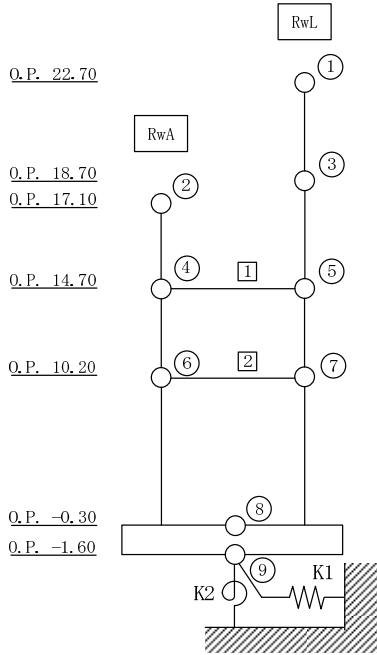 RwL
O.P. 22.70 ①
RwA
O.P. 18.70 ③
O.P. 17.10 ②
O.P. 14.70 ④ 1 ⑤
O.P. 10.20 ⑥ 2 ⑦
O.P. -0.30 ⑧
O.P. -1.60 ⑨
K2 K1